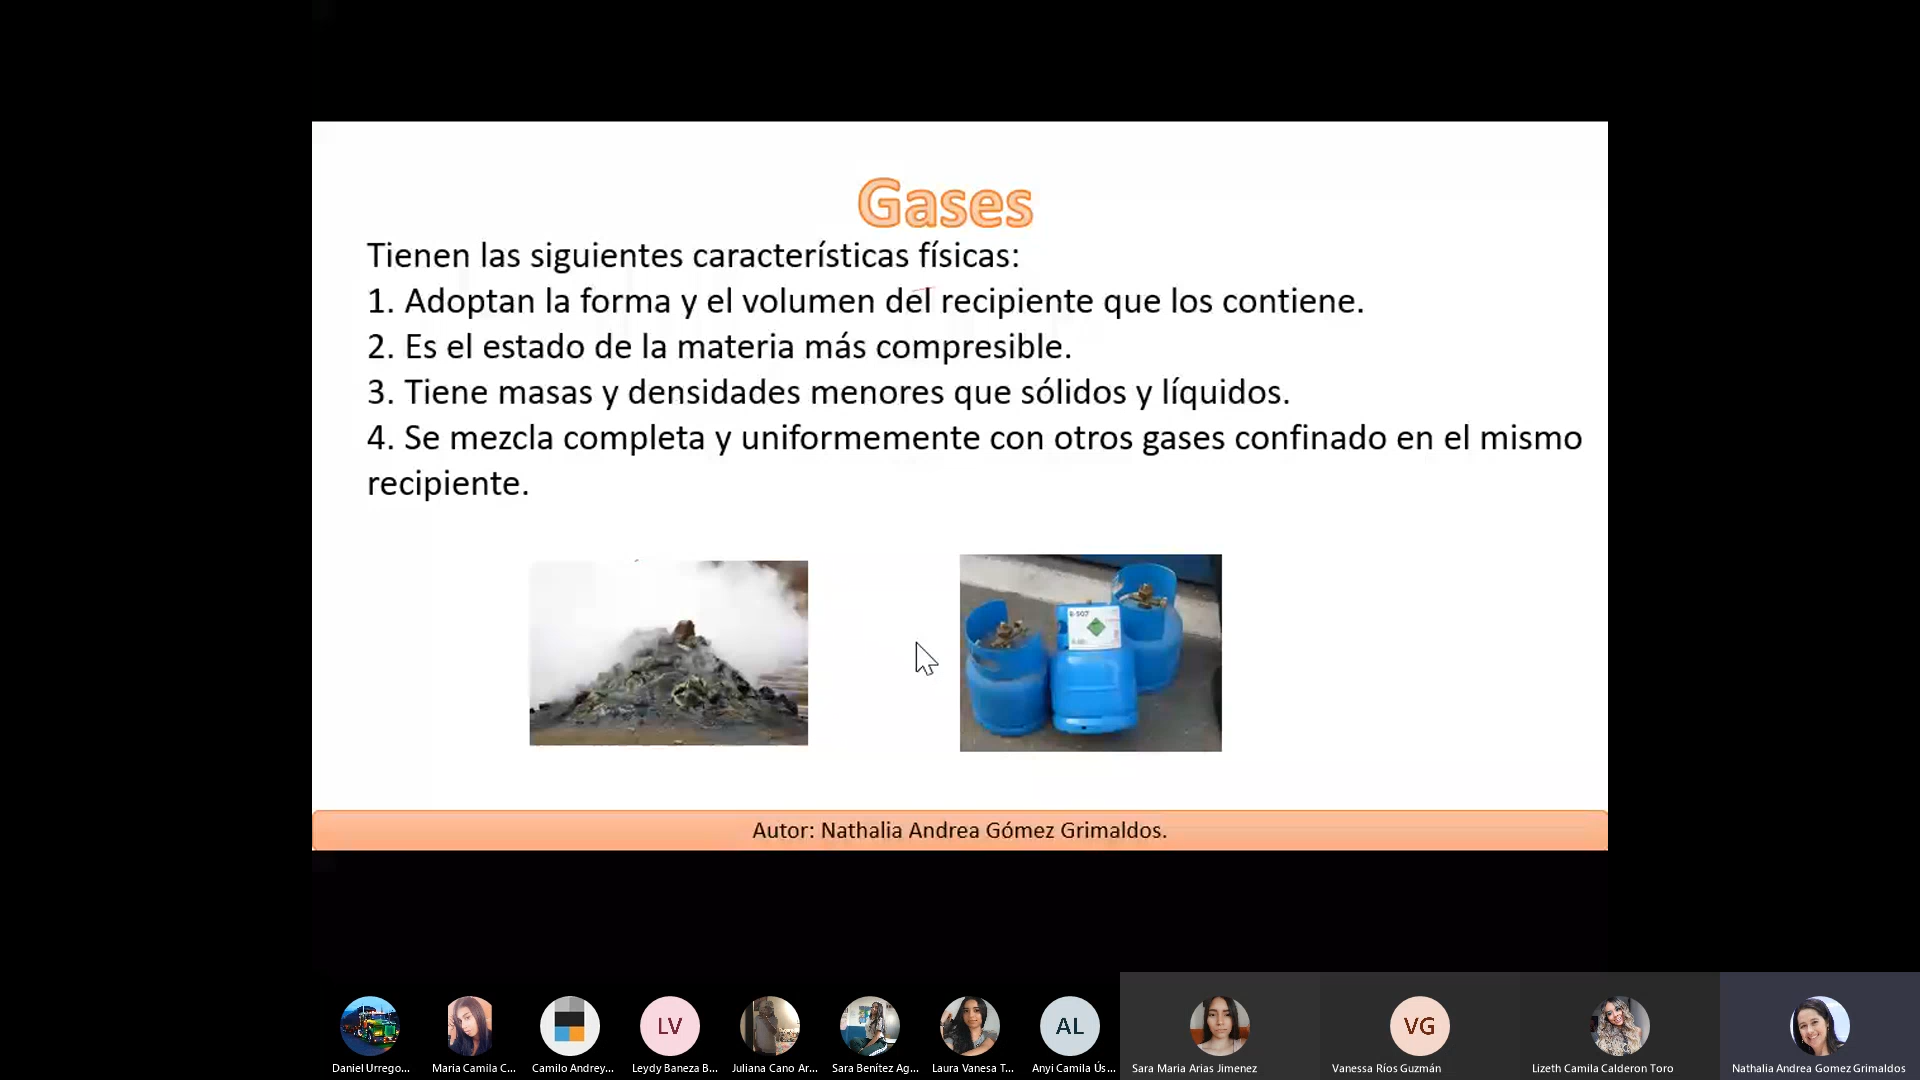 Gases
Tienen las siguientes características físicas:
1. Adoptan la forma y el volumen del recipiente que los contiene.
2. Es el estado de la materia más compresible.
3. Tiene masas y densidades menores que sólidos y líquidos.
4. Se mezcla completa y uniformemente con otros gases confinado en el mismo
recipiente.
Autor: Nathalia Andrea Gómez Grimaldos.
LV
AL
VG
Daniel Urrego...
Maria Camila C...
Camilo Andrey...
Leydy Baneza B...
Juliana Cano Ar...
Sara Benítez Ag...
Laura Vanesa T...
Anyi Camila Ús...
Sara Maria Arias Jimenez
Vanessa Ríos Guzmán
Lizeth Camila Calderon Toro
Nathalia Andrea Gomez Grimaldos